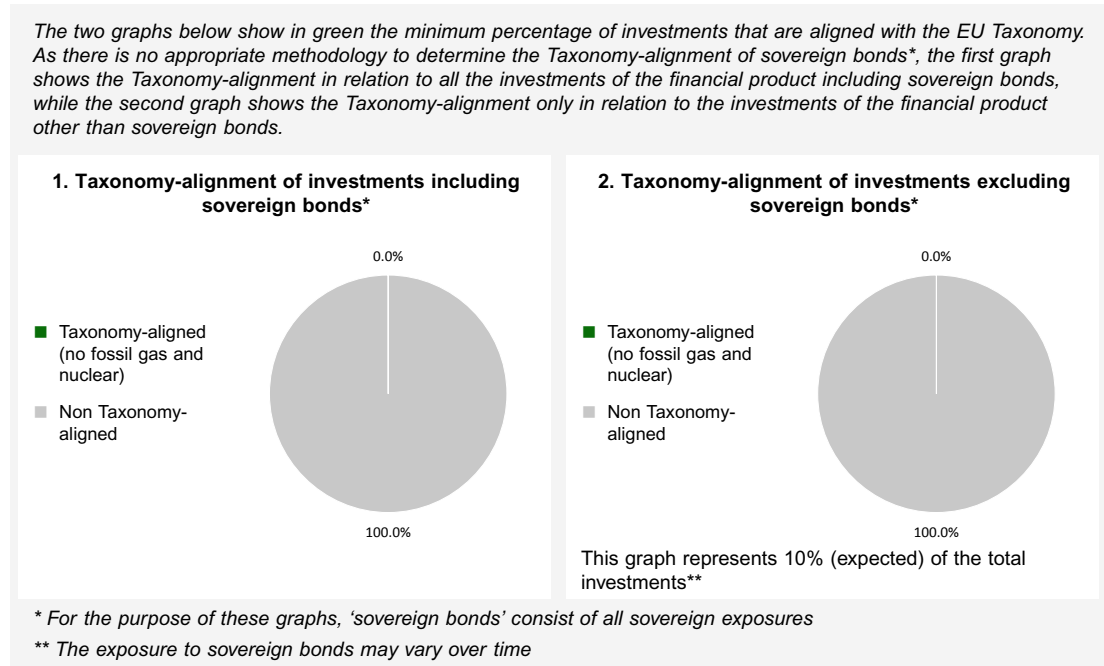 The two graphs below show in green the minimum percentage of investments that are aligned with the EU Taxonomy.
As there is no appropriate methodology to determine the Taxonomy-alignment of sovereign bonds*, the first graph
shows the Taxonomy-alignment in relation to all the investments of the financial product including sovereign bonds,
while the second graph shows the Taxonomy-alignment only in relation to the investments of the financial product
other than sovereign bonds.
1. Taxonomy-alignment of investments including
sovereign bonds*
0.0%
Taxonomy-aligned
(no fossil gas and
nuclear)
Non Taxonomy-
aligned
100.0%
2. Taxonomy-alignment of investments excluding
sovereign bonds*
0.0%
Taxonomy-aligned
(no fossil gas and
nuclear)
Non Taxonomy-
aligned
100.0%
This graph represents 10% (expected) of the total
investments**
* For the purpose of these graphs, ‘sovereign bonds’ consist of all sovereign exposures
** The exposure to sovereign bonds may vary over time